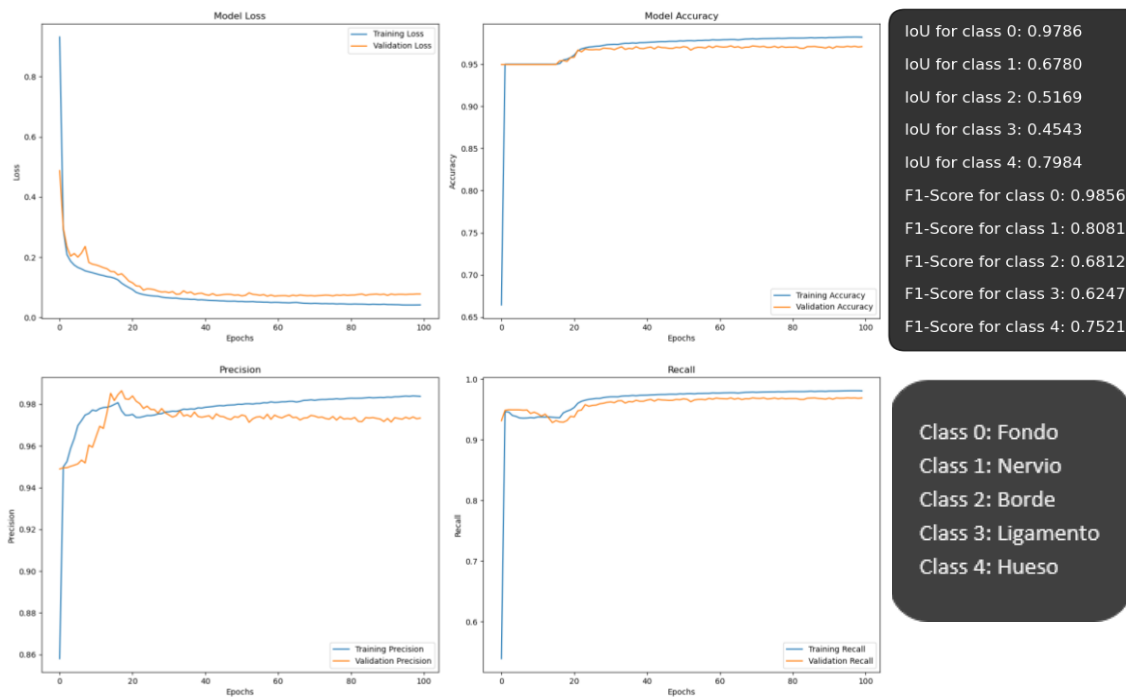 Model Loss
Training Loss
Validation Loss
Loss
0.8
0.6
0.4
0.2
0.0
0
20
40
60
80
100
Epochs
Model Accuracy
Accuracy
0.95
0.90
0.85
0.80
0.75
0.70
0.65
Training Accuracy
Validation Accuracy
0
20
40
60
80
100
Epochs
IoU for class 0: 0.9786
IoU for class 1: 0.6780
IoU for class 2: 0.5169
IoU for class 3: 0.4543
IoU for class 4: 0.7984
F1-Score for class 0: 0.9856
F1-Score for class 1: 0.8081
F1-Score for class 2: 0.6812
F1-Score for class 3: 0.6247
F1-Score for class 4: 0.7521
Precision
Precision
0.98
0.96
0.94
0.92
0.90
0.88
0.86
Training Precision
Validation Precision
0
20
40
60
80
100
Epochs
Recall
Recall
1.0
0.9
0.8
0.7
0.6
Training Recall
Validation Recall
0
20
40
60
80
100
Epochs
Class 0: Fondo
Class 1: Nervio
Class 2: Borde
Class 3: Ligamento
Class 4: Hueso